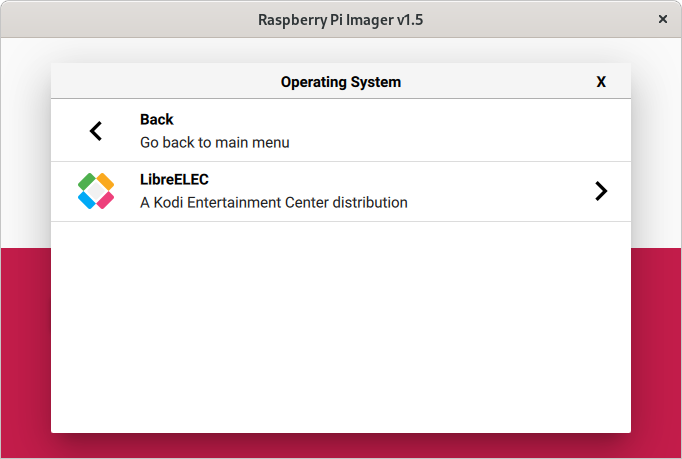 Raspberry Pi Imager v1.5
Operating System X
Back
Go back to main menu
LibreELEC
A Kodi Entertainment Center distribution